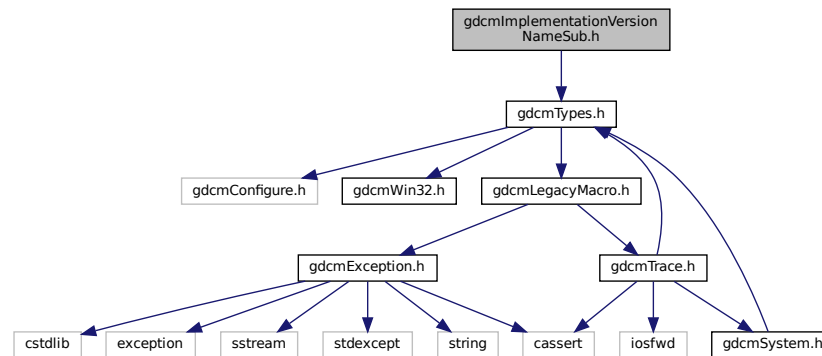 gdcmImplementationVersion
NameSub.h
gdcmTypes.h
gdcmConfigure.h
gdcmWin32.h
gdcmLegacyMacro.h
gdcmException.h
gdcmTrace.h
cstdlib
exception
sstream
stdexcept
string
cassert
iosfwd
gdcmSystem.h